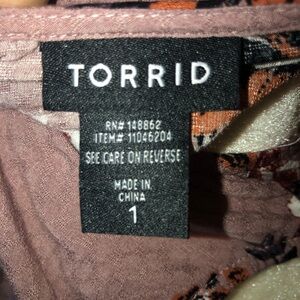 TORRID
RN# 148862
ITEM# 11046204
SEE CARE ON REVERSE
MADE IN
CHINA
1